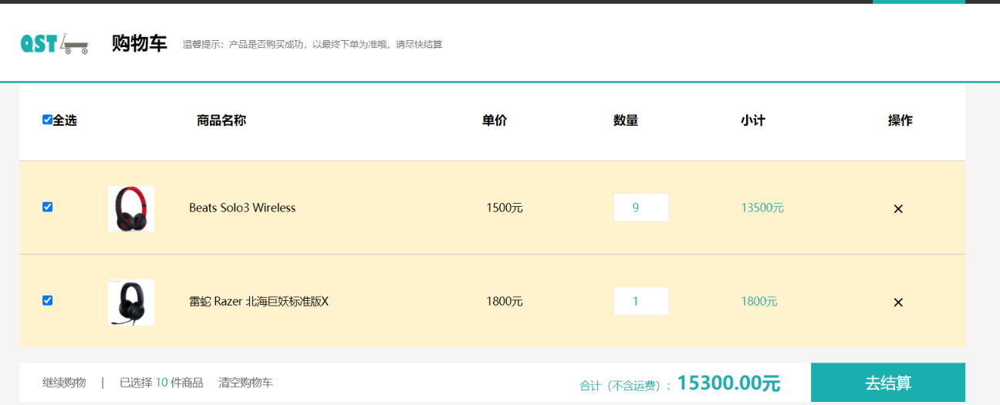 QST 购物车 温馨提示：产品是否购买成功，以最终下单为准哦，请尽快结算
全选 商品名称 单价 数量 小计 操作
Beats Solo3 Wireless 1500元 9 13500元 ×
雷蛇 Razer 北海巨妖标准版X 1800元 1 1800元 ×
继续购物 | 已选择 10 件商品 清空购物车 合计（不含运费）: 15300.00元 去结算